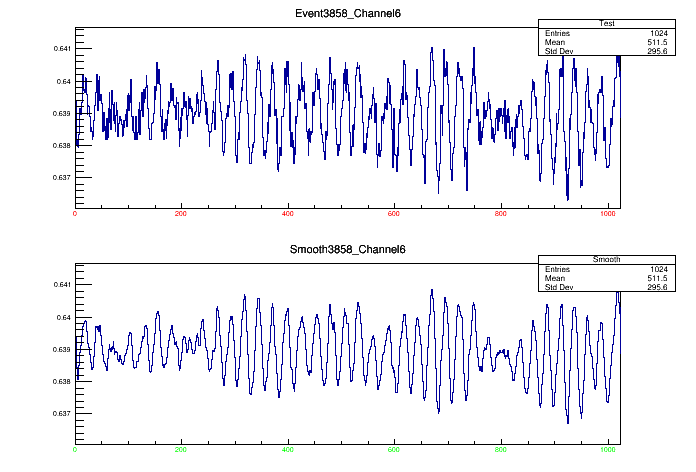 Event3858_Channel6
Test
Entries 1024
Mean 511.5
Std Dev 295.6
0.641
0.64
0.639
0.638
0.637
0 200 400 600 800 1000
Smooth3858_Channel6
Smooth
Entries 1024
Mean 511.5
Std Dev 295.6
0.641
0.64
0.639
0.638
0.637
0 200 400 600 800 1000